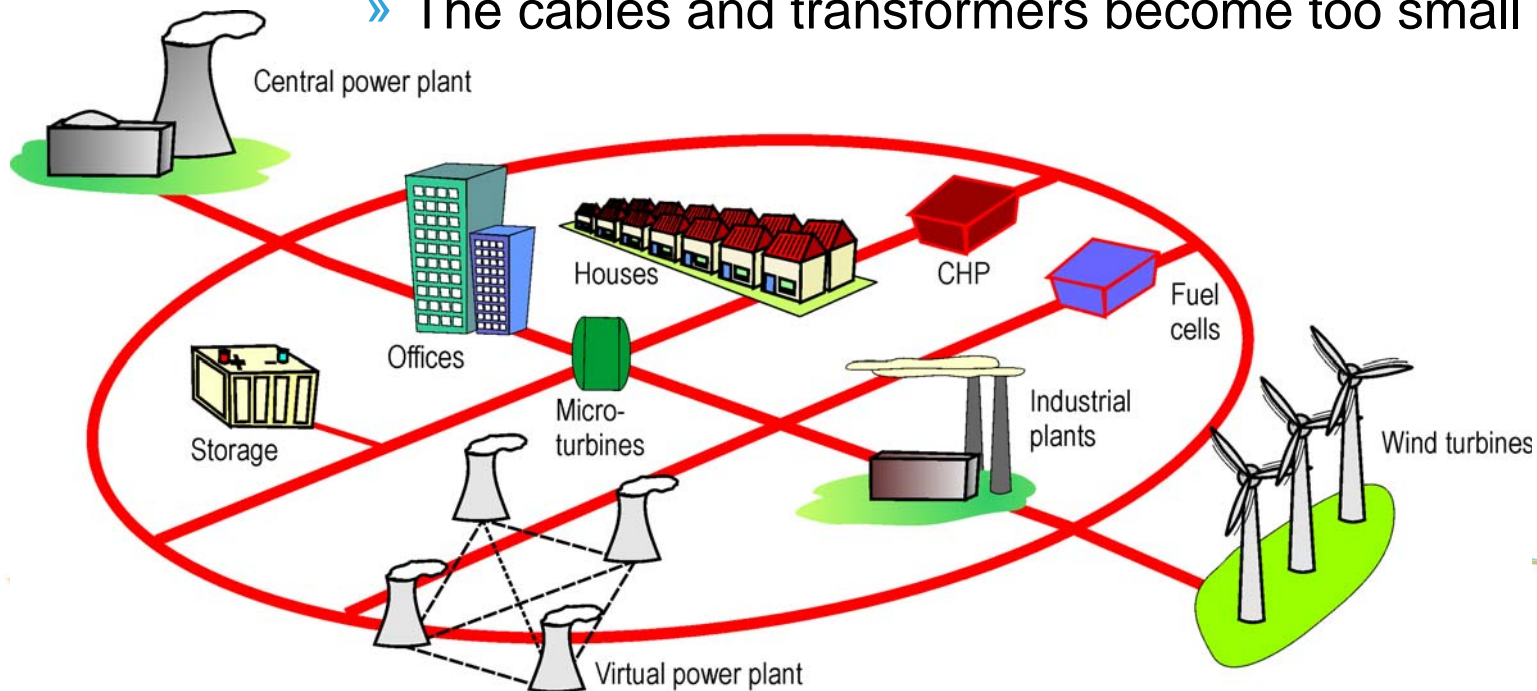 » The cables and transformers become too small
Central power plant
Houses
CHP
Fuel
cells
Offices
Micro-
turbines
Storage
Industrial
plants
Wind turbines
Virtual power plant